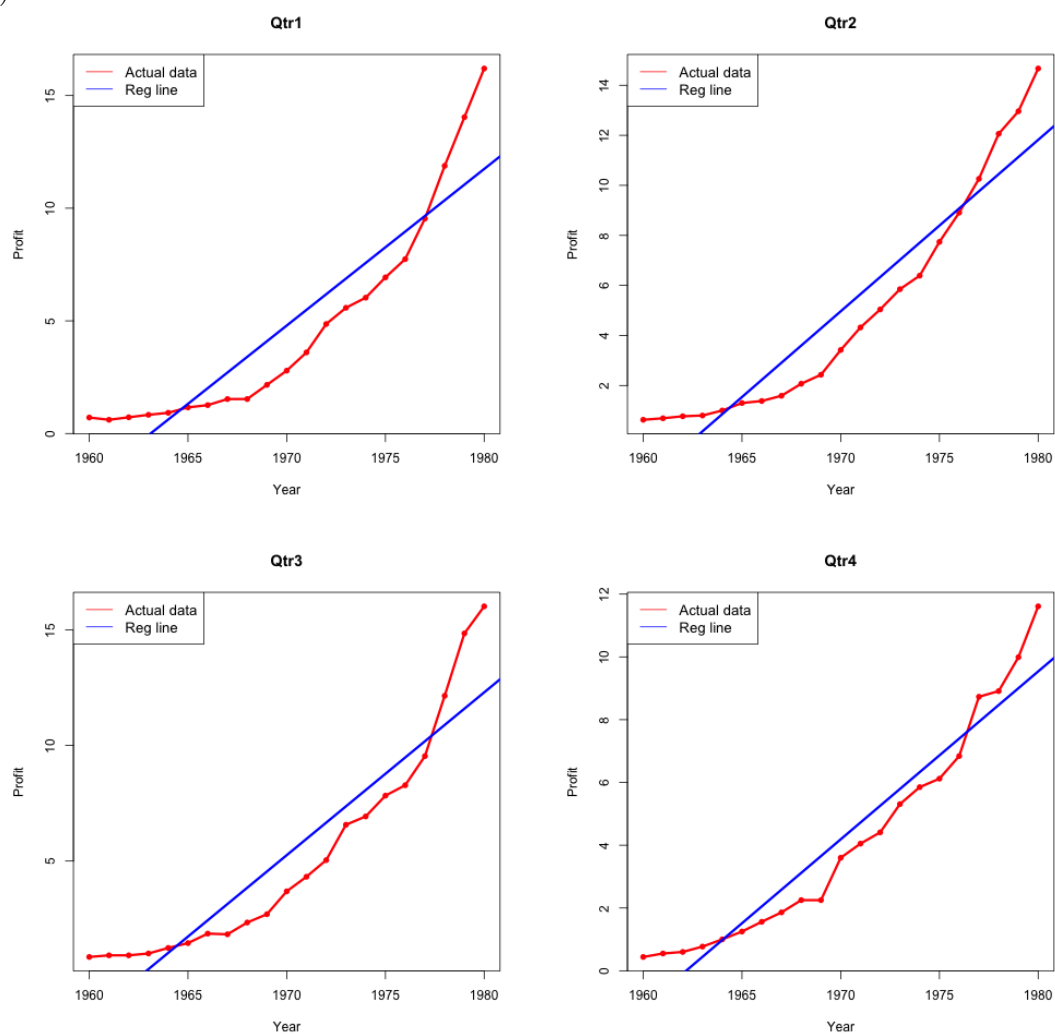 )
Qtr1
Actual data
Reg line
Profit
0
5
10
15
1960 1965 1970 1975 1980
Year
Qtr2
Actual data
Reg line
Profit
2
4
6
8
10
12
14
1960 1965 1970 1975 1980
Year
Qtr3
Actual data
Reg line
Profit
5
10
15
1960 1965 1970 1975 1980
Year
Qtr4
Actual data
Reg line
Profit
0
2
4
6
8
10
12
1960 1965 1970 1975 1980
Year